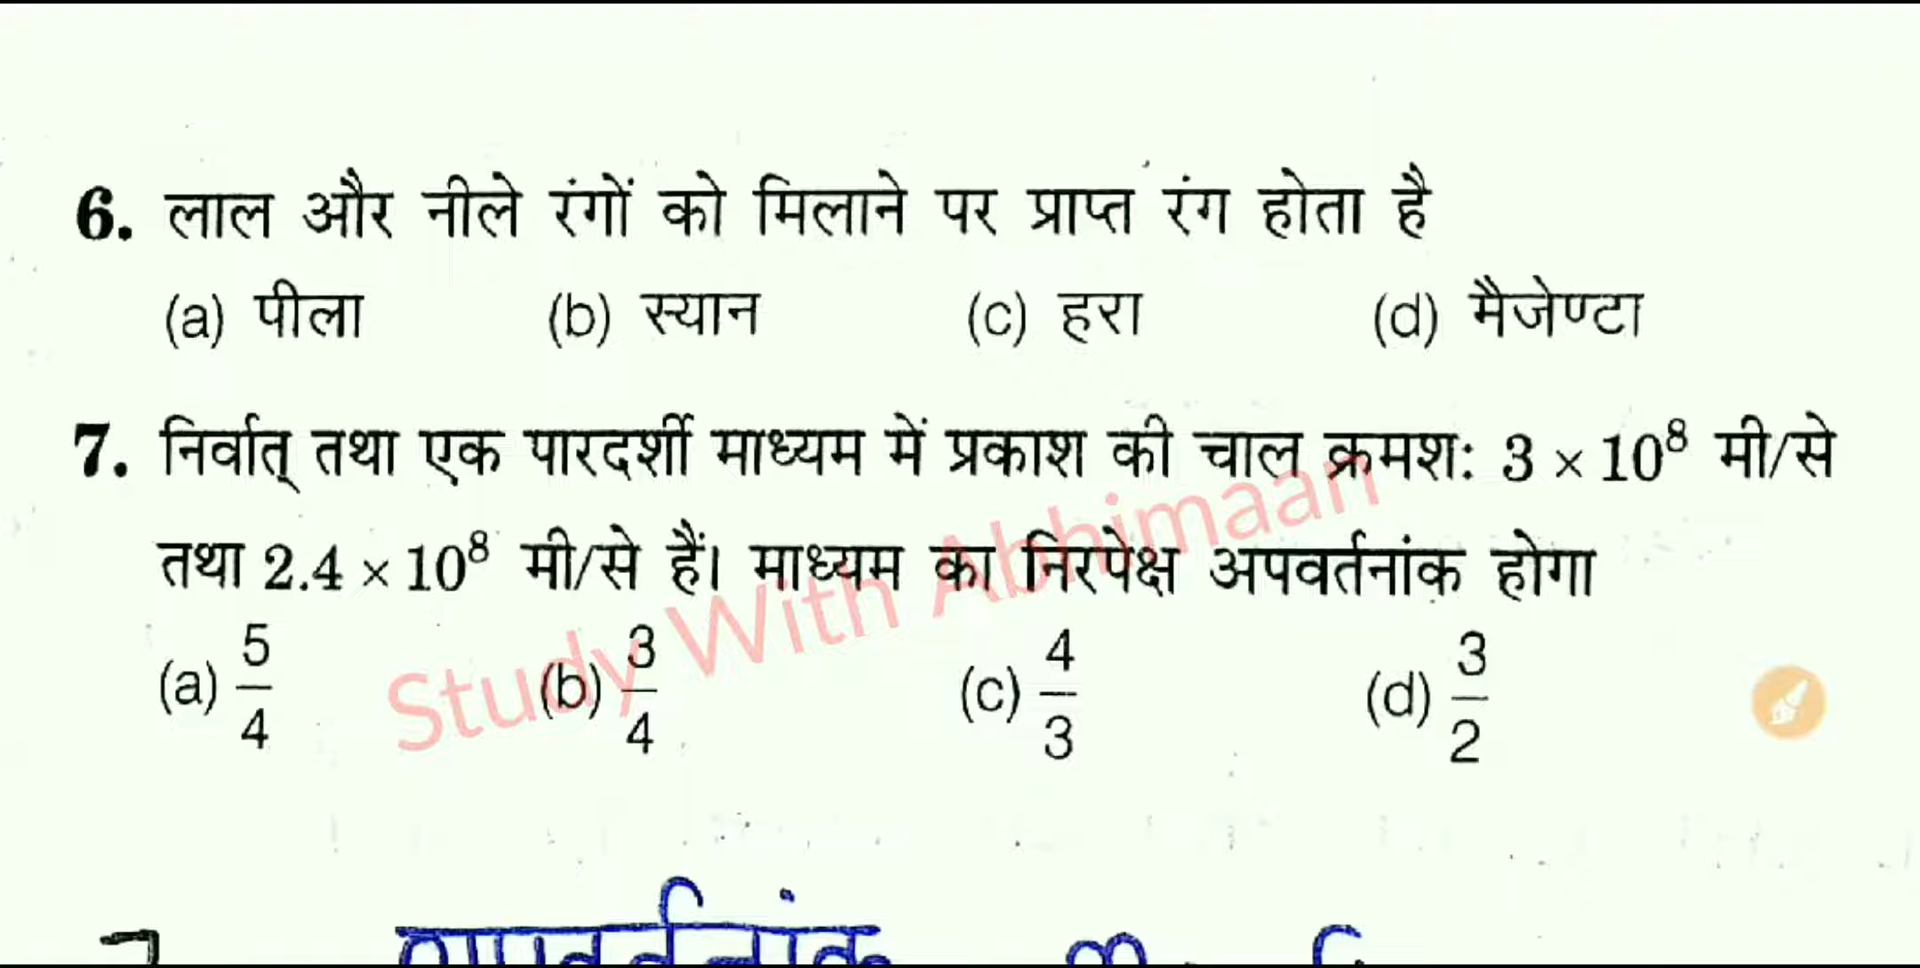 6. लाल और नीले रंगों को मिलाने पर प्राप्त रंग होता है
(a) पीला (b) स्यान (c) हरा (d) मैजेण्टा
7. निर्वात् तथा एक पारदर्शी माध्यम में प्रकाश की चाल क्रमश: 3 × 10⁸ मी/से
तथा 2.4 × 10⁸ मी/से हैं। माध्यम का निरपेक्ष अपवर्तनांक होगा
(a) 5/4 (b) 3/4 (c) 4/3 (d) 3/2
Study With Abhimaan